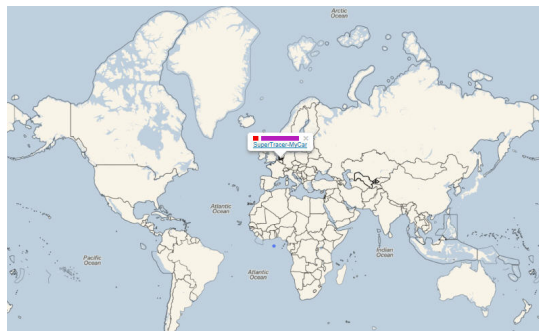 Arctic
Ocean
SuperTracer-MyCar
Atlantic
Ocean
Pacific
Ocean
Atlantic
Ocean
Indian
Ocean